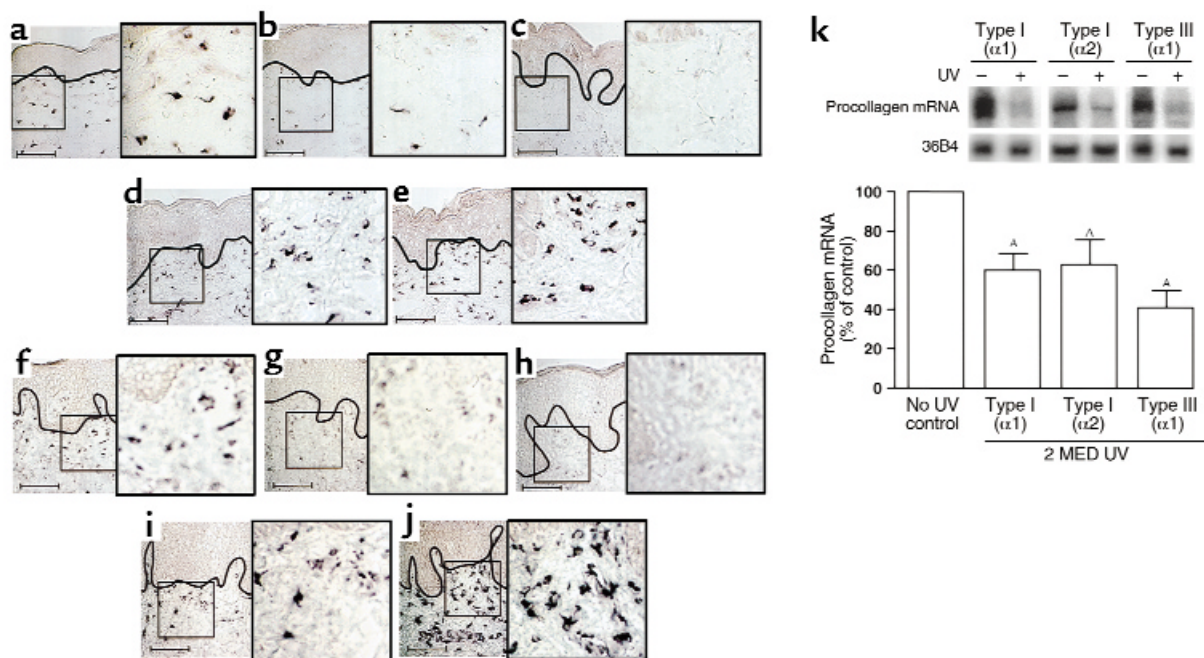 a
b
c
d
e
f
g
h
i
j
k
Type I Type I Type III
(α1) (α2) (α1)
UV − + − + − +
Procollagen mRNA
36B4
Procollagen mRNA
(% of control)
100
80
60
40
20
0
A
A
A
No UV Type I Type I Type III
control (α1) (α2) (α1)
2 MED UV